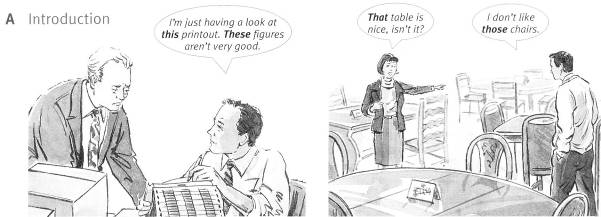 A Introduction
I'm just having a look at
this printout. These figures
aren't very good.
That table is
nice, isn't it?
I don't like
those chairs.